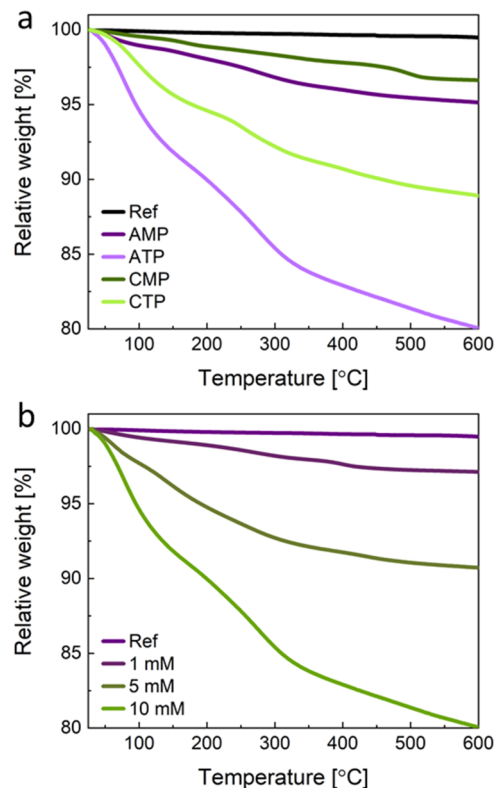 a
Relative weight [%]
100
95
90
85
80
Ref
AMP
ATP
CMP
CTP
100
200
300
400
500
600
Temperature [°C]
b
Relative weight [%]
100
95
90
85
80
Ref
1 mM
5 mM
10 mM
100
200
300
400
500
600
Temperature [°C]